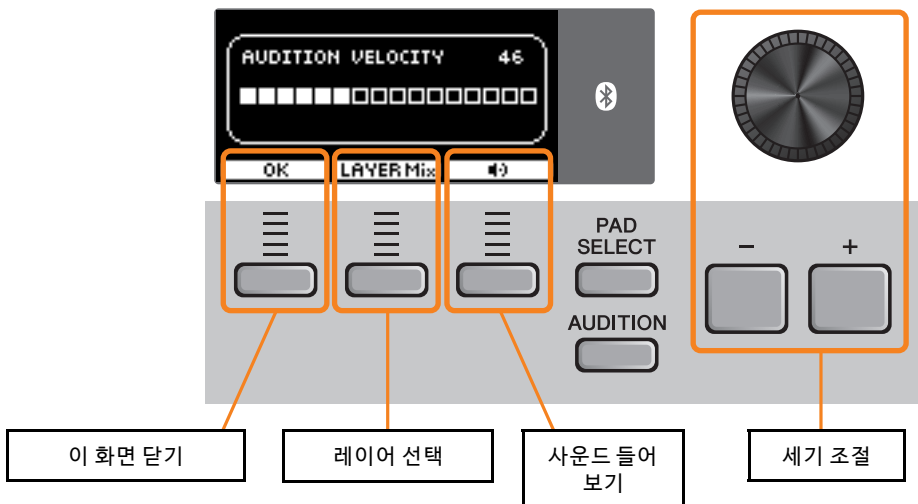 AUDITION VELOCITY 46
OK LAYER Mix
PAD
SELECT
- +
AUDITION
이 화면 닫기
레이어 선택
사운드 들어
보기
세기 조절